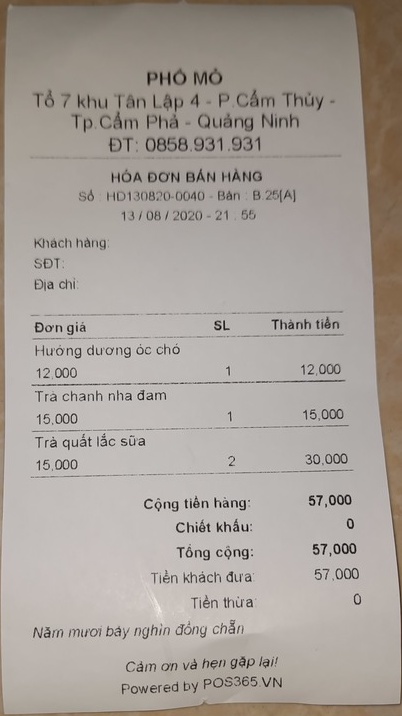 PHỐ MỎ
Tổ 7 khu Tân Lập 4 - P.Cẩm Thủy -
Tp.Cẩm Phả - Quảng Ninh
ĐT: 0858.931.931
HÓA ĐƠN BÁN HÀNG
Số : HD130820-0040 - Bàn : B.25[A]
13 / 08 / 2020 - 21 : 55
Khách hàng:
SĐT:
Địa chỉ:
Đơn giá SL Thành tiền
Hướng dương óc chó
12,000 1 12,000
Trà chanh nha đam
15,000 1 15,000
Trà quất lắc sữa
15,000 2 30,000
Cộng tiền hàng: 57,000
Chiết khấu: 0
Tổng cộng: 57,000
Tiền khách đưa: 57,000
Tiền thừa: 0
Năm mươi bảy nghìn đồng chẵn
Cảm ơn và hẹn gặp lại!
Powered by POS365.VN